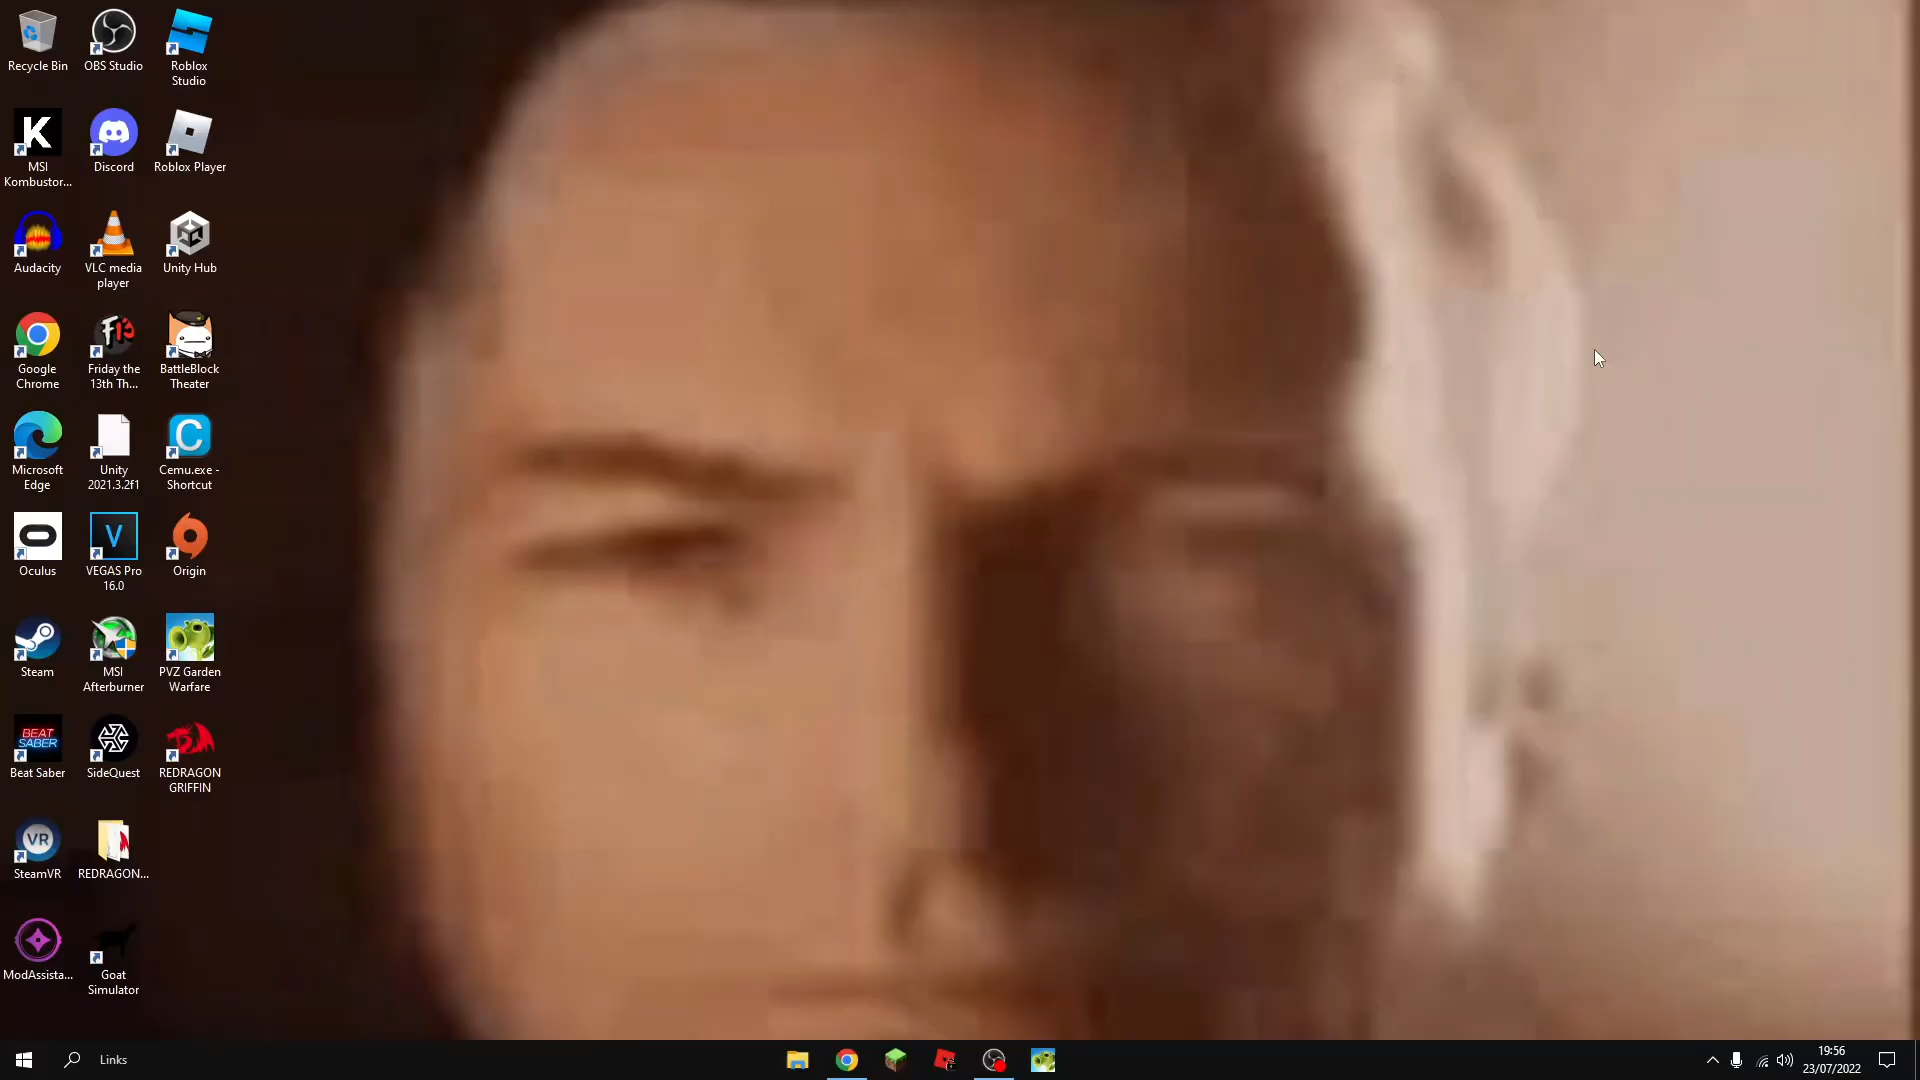 Recycle Bin
OBS Studio
Roblox
Studio
K
MSI
Kombustor...
Discord
Roblox Player
Audacity
VLC media
player
Unity Hub
Google
Chrome
F13
Friday the
13th Th...
BattleBlock
Theater
Microsoft
Edge
Unity
2021.3.2f1
C
Cemu.exe -
Shortcut
Oculus
V
VEGAS Pro
16.0
Origin
Steam
MSI
Afterburner
PVZ Garden
Warfare
BEAT
SABER
Beat Saber
SideQuest
REDRAGON
GRIFFIN
VR
SteamVR
REDRAGON...
ModAssista...
Goat
Simulator
Links
19:56
23/07/2022